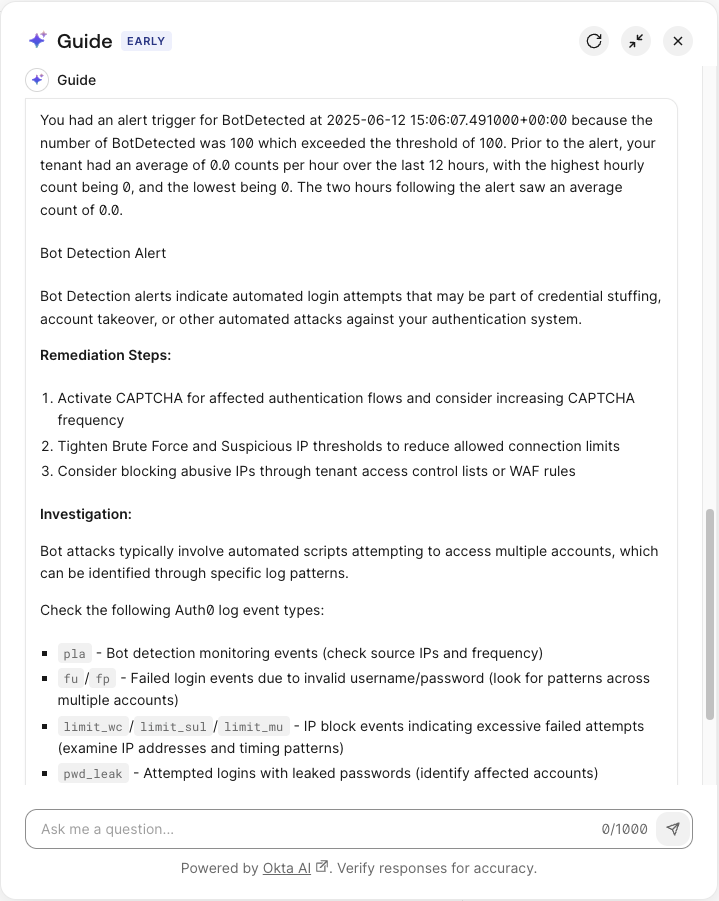 Guide EARLY
Guide
You had an alert trigger for BotDetected at 2025-06-12 15:06:07.491000+00:00 because the
number of BotDetected was 100 which exceeded the threshold of 100. Prior to the alert, your
tenant had an average of 0.0 counts per hour over the last 12 hours, with the highest hourly
count being 0, and the lowest being 0. The two hours following the alert saw an average
count of 0.0.
Bot Detection Alert
Bot Detection alerts indicate automated login attempts that may be part of credential stuffing,
account takeover, or other automated attacks against your authentication system.
Remediation Steps:
1. Activate CAPTCHA for affected authentication flows and consider increasing CAPTCHA
frequency
2. Tighten Brute Force and Suspicious IP thresholds to reduce allowed connection limits
3. Consider blocking abusive IPs through tenant access control lists or WAF rules
Investigation:
Bot attacks typically involve automated scripts attempting to access multiple accounts, which
can be identified through specific log patterns.
Check the following Auth0 log event types:
▪ pla - Bot detection monitoring events (check source IPs and frequency)
▪ fu / fp - Failed login events due to invalid username/password (look for patterns across
multiple accounts)
▪ limit_wc / limit_sul / limit_mu - IP block events indicating excessive failed attempts
(examine IP addresses and timing patterns)
▪ pwd_leak - Attempted logins with leaked passwords (identify affected accounts)
Ask me a question... 0/1000
Powered by Okta AI. Verify responses for accuracy.